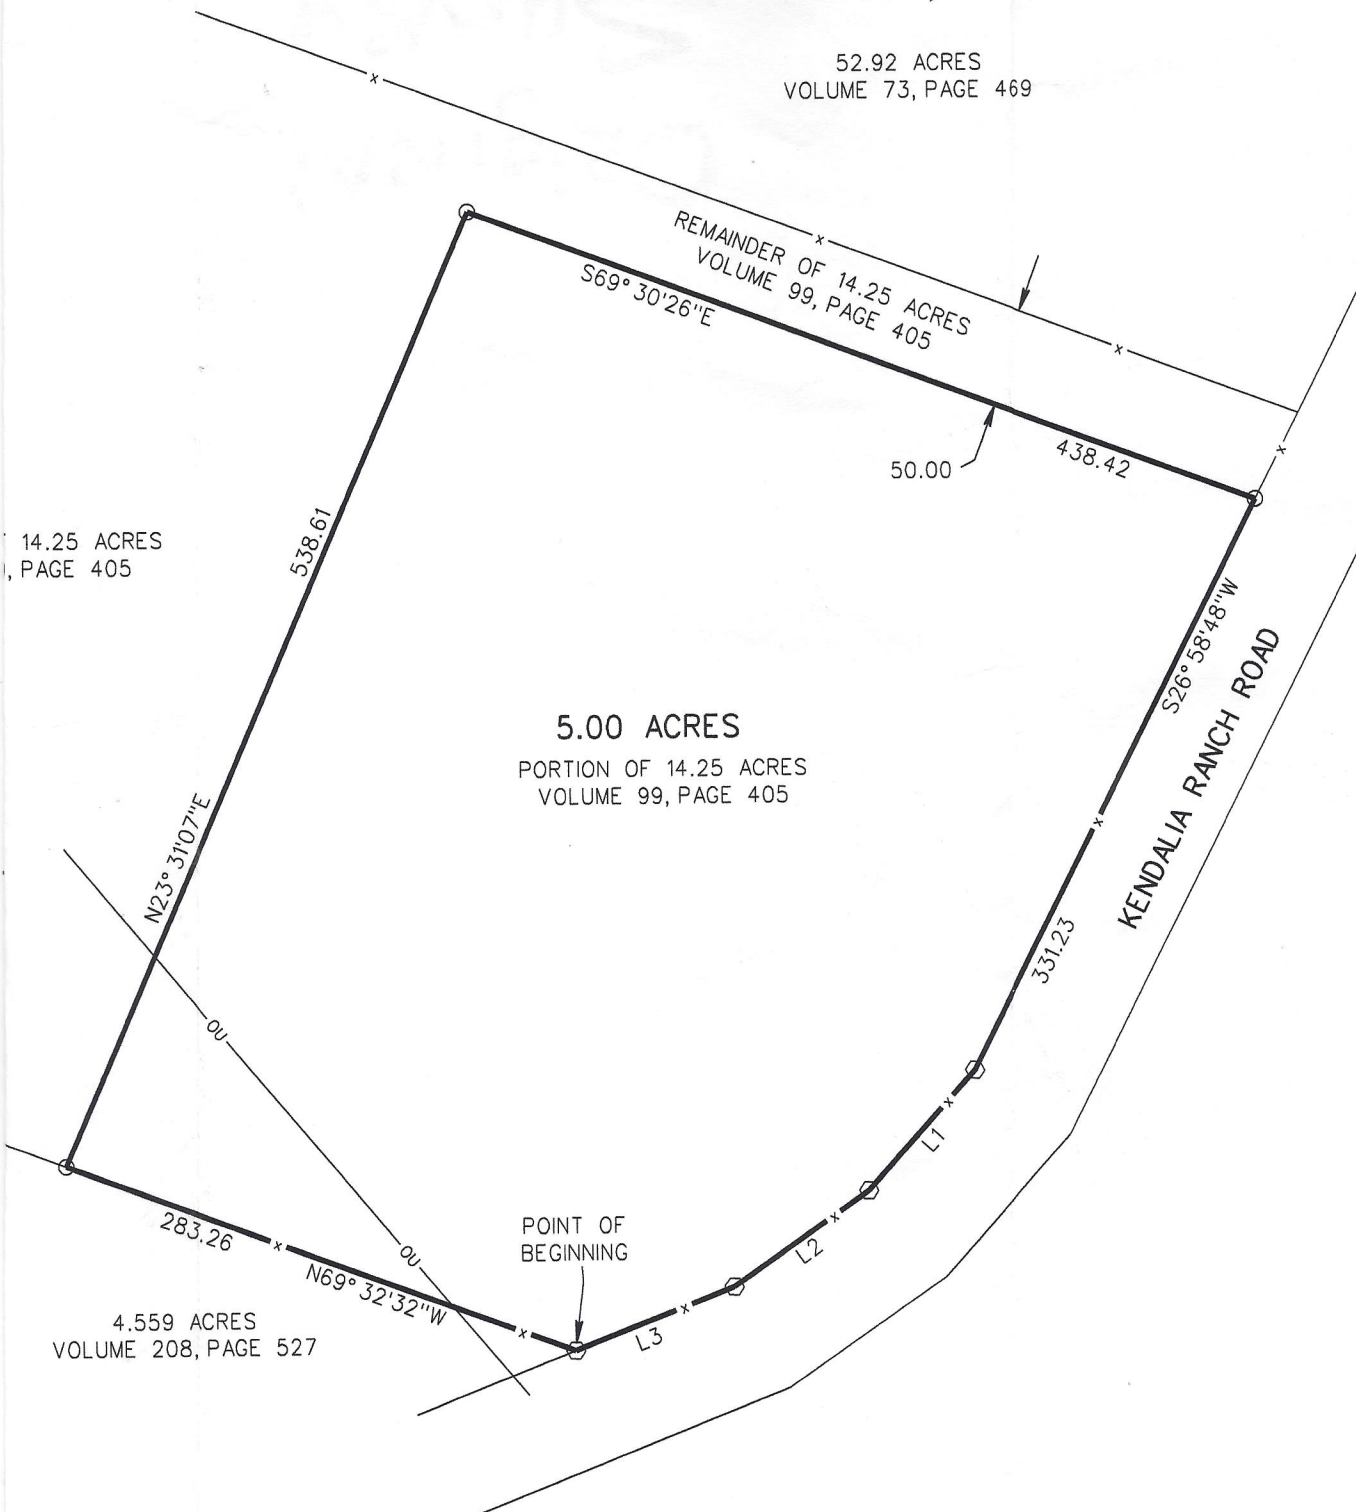 52.92 ACRES
VOLUME 73, PAGE 469
REMAINDER OF 14.25 ACRES
VOLUME 99, PAGE 405
S69° 30'26"E
50.00
438.42
538.61
14.25 ACRES
, PAGE 405
S26° 58'48"W
KENDALIA RANCH ROAD
5.00 ACRES
PORTION OF 14.25 ACRES
VOLUME 99, PAGE 405
N23° 31'07"E
331.23
OU
L1
L2
L3
283.26
N69° 32'32"W
OU
POINT OF
BEGINNING
4.559 ACRES
VOLUME 208, PAGE 527